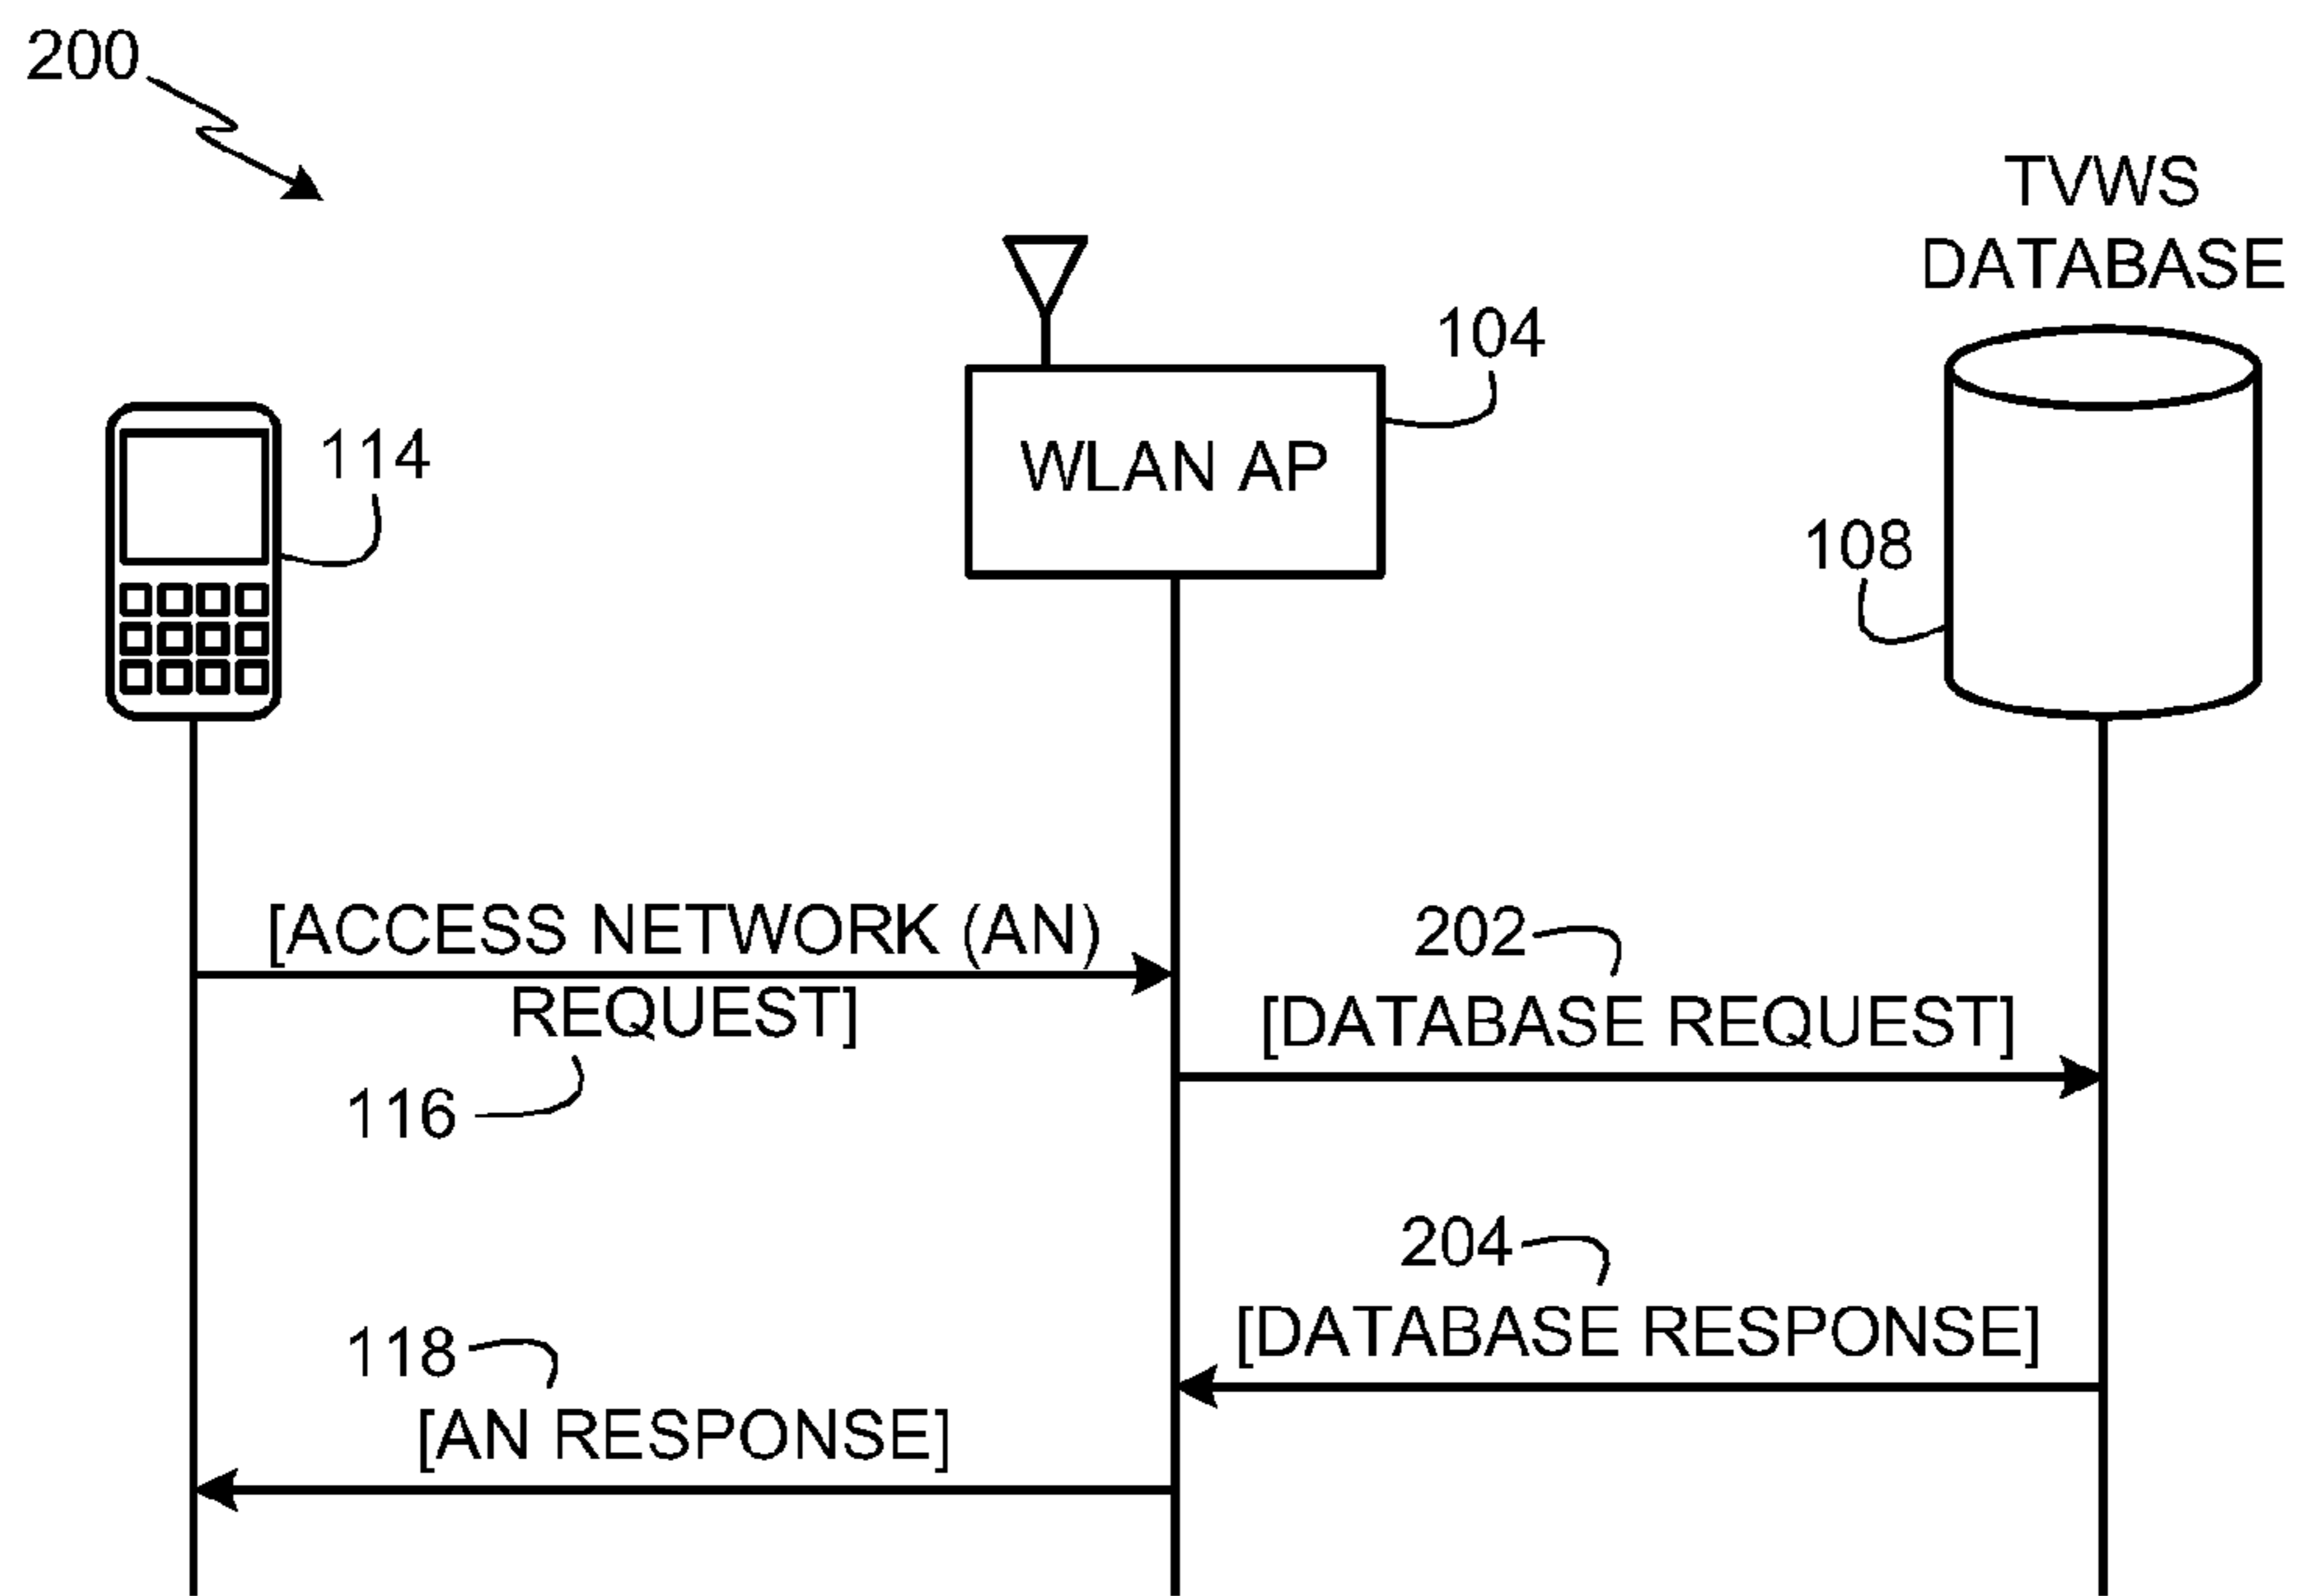 200
TVWS
DATABASE
104
WLAN AP
114
108
[ACCESS NETWORK (AN)
REQUEST]
116
202
[DATABASE REQUEST]
204
[DATABASE RESPONSE]
118
[AN RESPONSE]